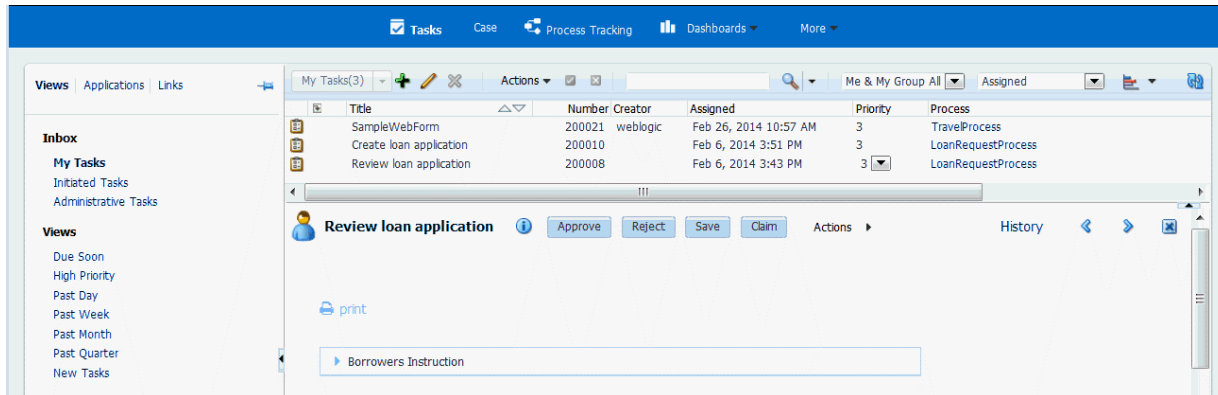 Tasks Case Process Tracking Dashboards More
Views Applications Links
My Tasks(3) Actions Me & My Group All Assigned
Title Number Creator Assigned Priority Process
SampleWebForm 200021 weblogic Feb 26, 2014 10:57 AM 3 TravelProcess
Create loan application 200010 Feb 6, 2014 3:51 PM 3 LoanRequestProcess
Review loan application 200008 Feb 6, 2014 3:43 PM 3 LoanRequestProcess
Inbox
My Tasks
Initiated Tasks
Administrative Tasks
Views
Due Soon
High Priority
Past Day
Past Week
Past Month
Past Quarter
New Tasks
Review loan application Approve Reject Save Claim Actions History
print
Borrowers Instruction